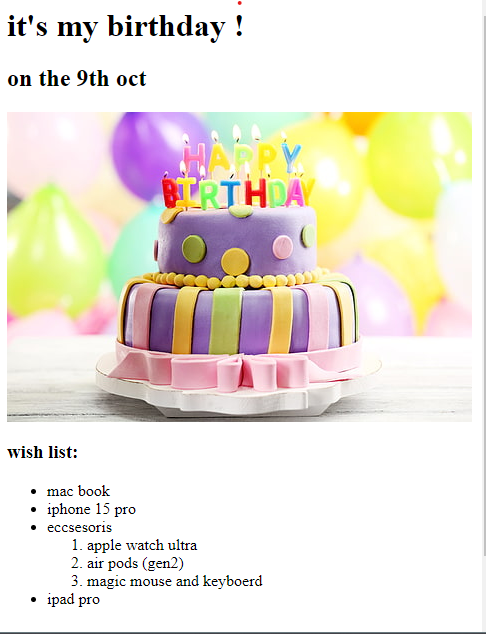 it's my birthday !
on the 9th oct
HAPPY
BIRTHDAY
wish list:
mac book
iphone 15 pro
eccsesoris
1. apple watch ultra
2. air pods (gen2)
3. magic mouse and keyboerd
ipad pro